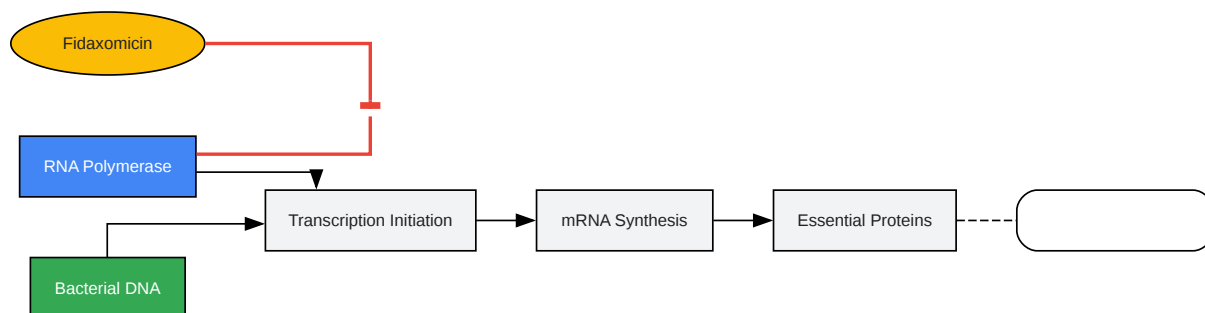 Fidaxomicin
RNA Polymerase
Transcription Initiation
mRNA Synthesis
Essential Proteins
Bacterial DNA